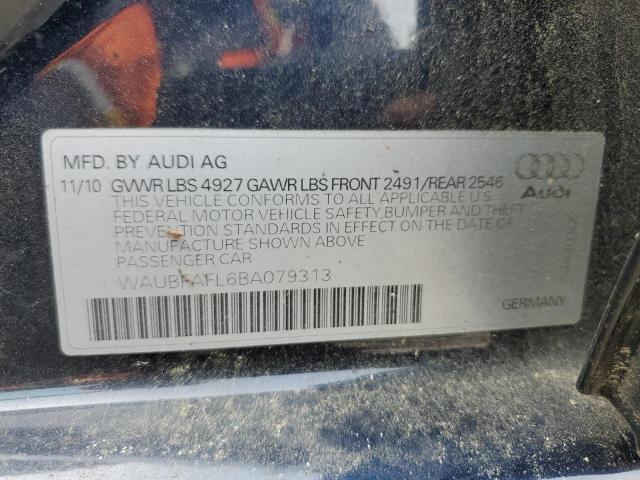 MFD. BY AUDI AG
11/10 GVWR LBS 4927 GAWR LBS FRONT 2491/REAR 2546
THIS VEHICLE CONFORMS TO ALL APPLICABLE U.S.
FEDERAL MOTOR VEHICLE SAFETY, BUMPER AND THEFT
PREVENTION STANDARDS IN EFFECT ON THE DATE OF
MANUFACTURE SHOWN ABOVE
PASSENGER CAR
WAUBFAFL6BA079313
Audi
GERMANY